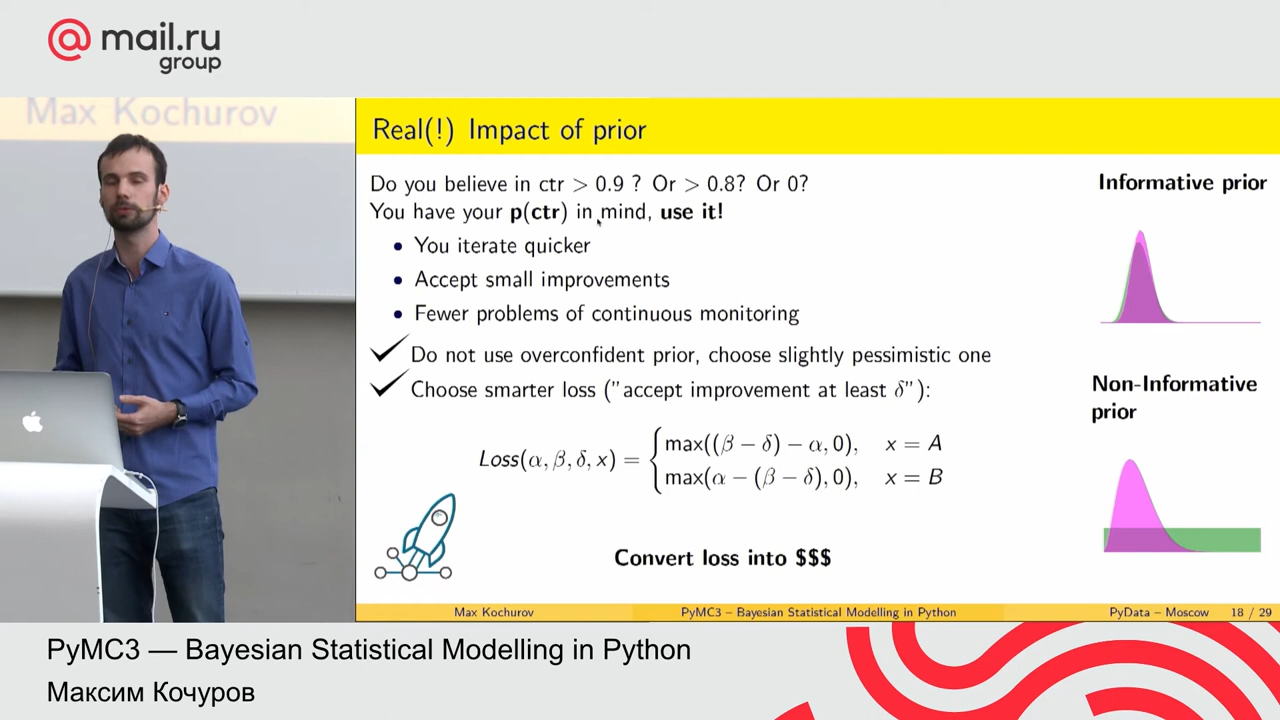 @mail.ru
group
Max Kochurov
Real(!) Impact of prior
Do you believe in ctr > 0.9 ? Or > 0.8? Or 0?
You have your p(ctr) in mind, use it!
• You iterate quicker
• Accept small improvements
• Fewer problems of continuous monitoring
✓ Do not use overconfident prior, choose slightly pessimistic one
✓ Choose smarter loss ("accept improvement at least δ"):
Loss(α, β, δ, x) = { max((β − δ) − α, 0), x = A
max(α − (β − δ), 0), x = B
Convert loss into $$$
Informative prior
Non-Informative
prior
Max Kochurov PyMC3 – Bayesian Statistical Modelling in Python PyData – Moscow 18 / 29
PyMC3 — Bayesian Statistical Modelling in Python
Максим Кочуров